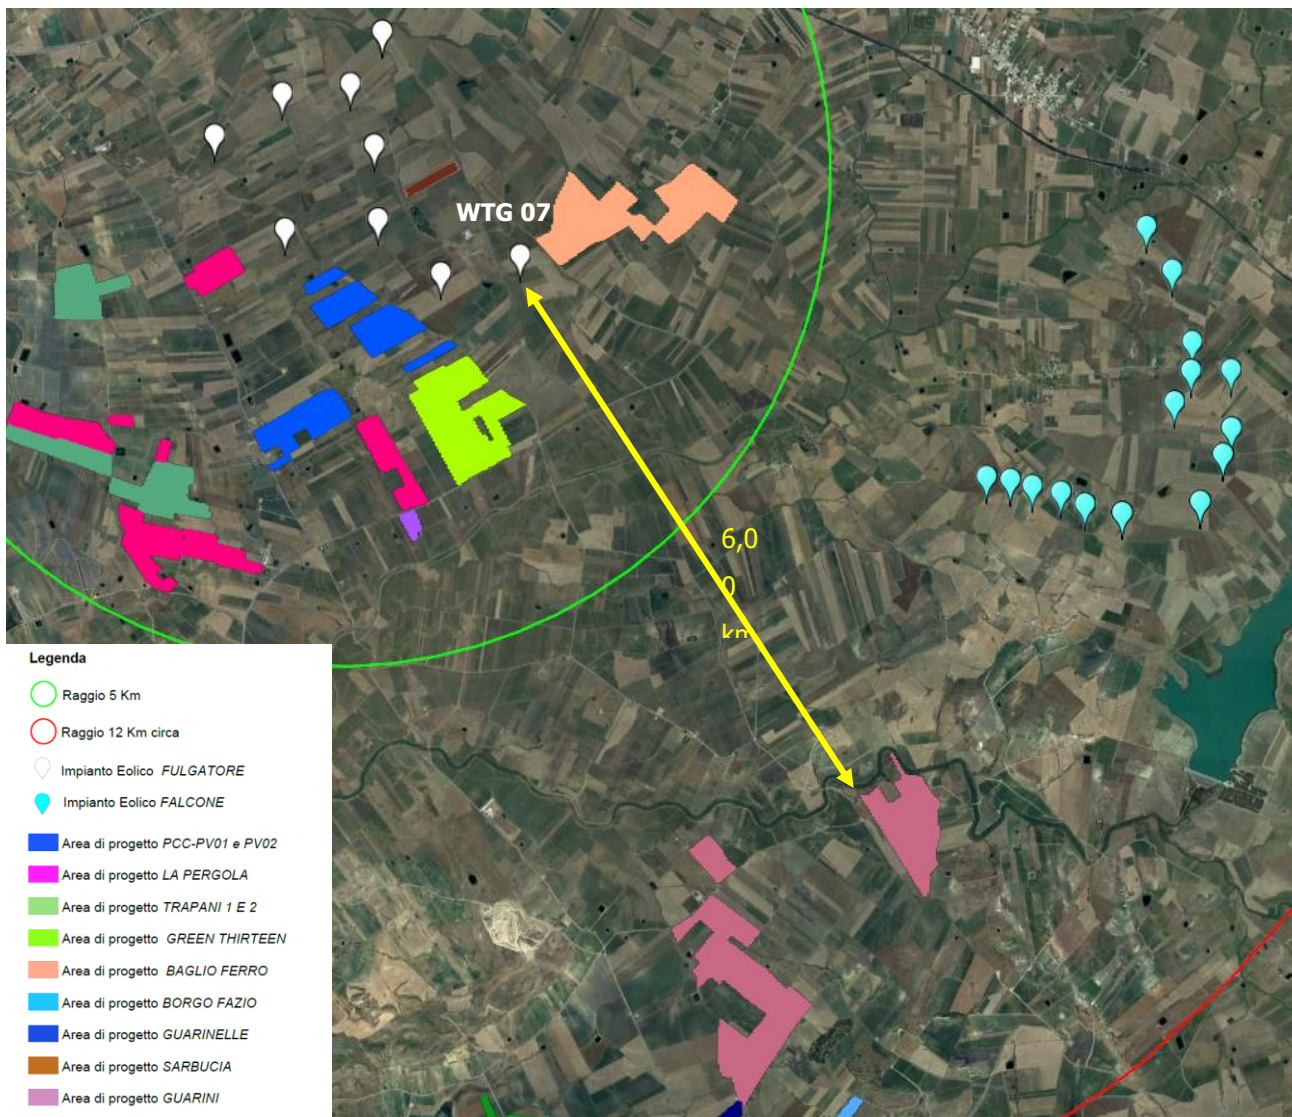 WTG 07
6,0
0
km
Legenda
Raggio 5 Km
Raggio 12 Km circa
Impianto Eolico FULGATORE
Impianto Eolico FALCONE
Area di progetto PCC-PV01 e PV02
Area di progetto LA PERGOLA
Area di progetto TRAPANI 1 E 2
Area di progetto GREEN THIRTEEN
Area di progetto BAGLIO FERRO
Area di progetto BORGO FAZIO
Area di progetto GUARINELLE
Area di progetto SARBUCIA
Area di progetto GUARINI